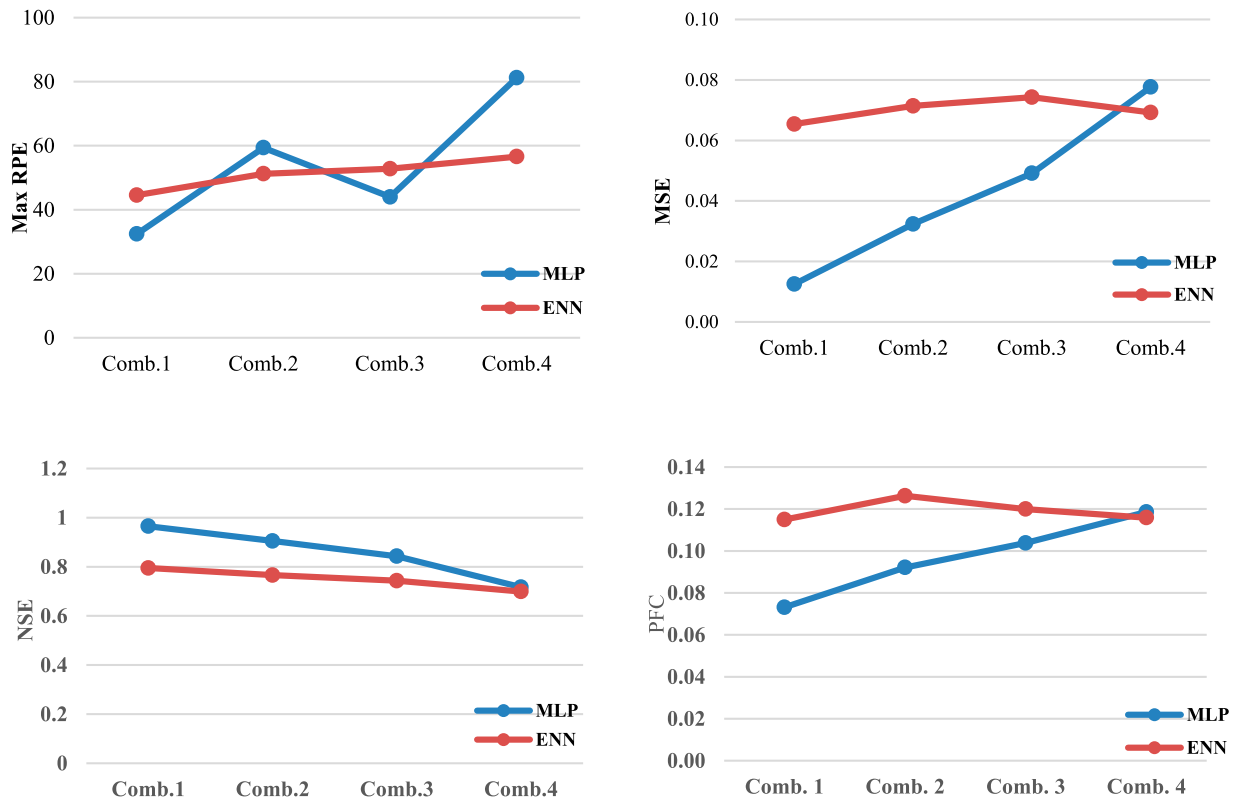 100
80
60
40
20
0
Max RPE
MLP
ENN
Comb.1 Comb.2 Comb.3 Comb.4
0.10
0.08
0.06
0.04
0.02
0.00
MSE
MLP
ENN
Comb.1 Comb.2 Comb.3 Comb.4
1.2
1
0.8
0.6
0.4
0.2
0
NSE
MLP
ENN
Comb.1 Comb.2 Comb.3 Comb.4
0.14
0.12
0.10
0.08
0.06
0.04
0.02
0.00
PFC
MLP
ENN
Comb. 1 Comb. 2 Comb. 3 Comb. 4